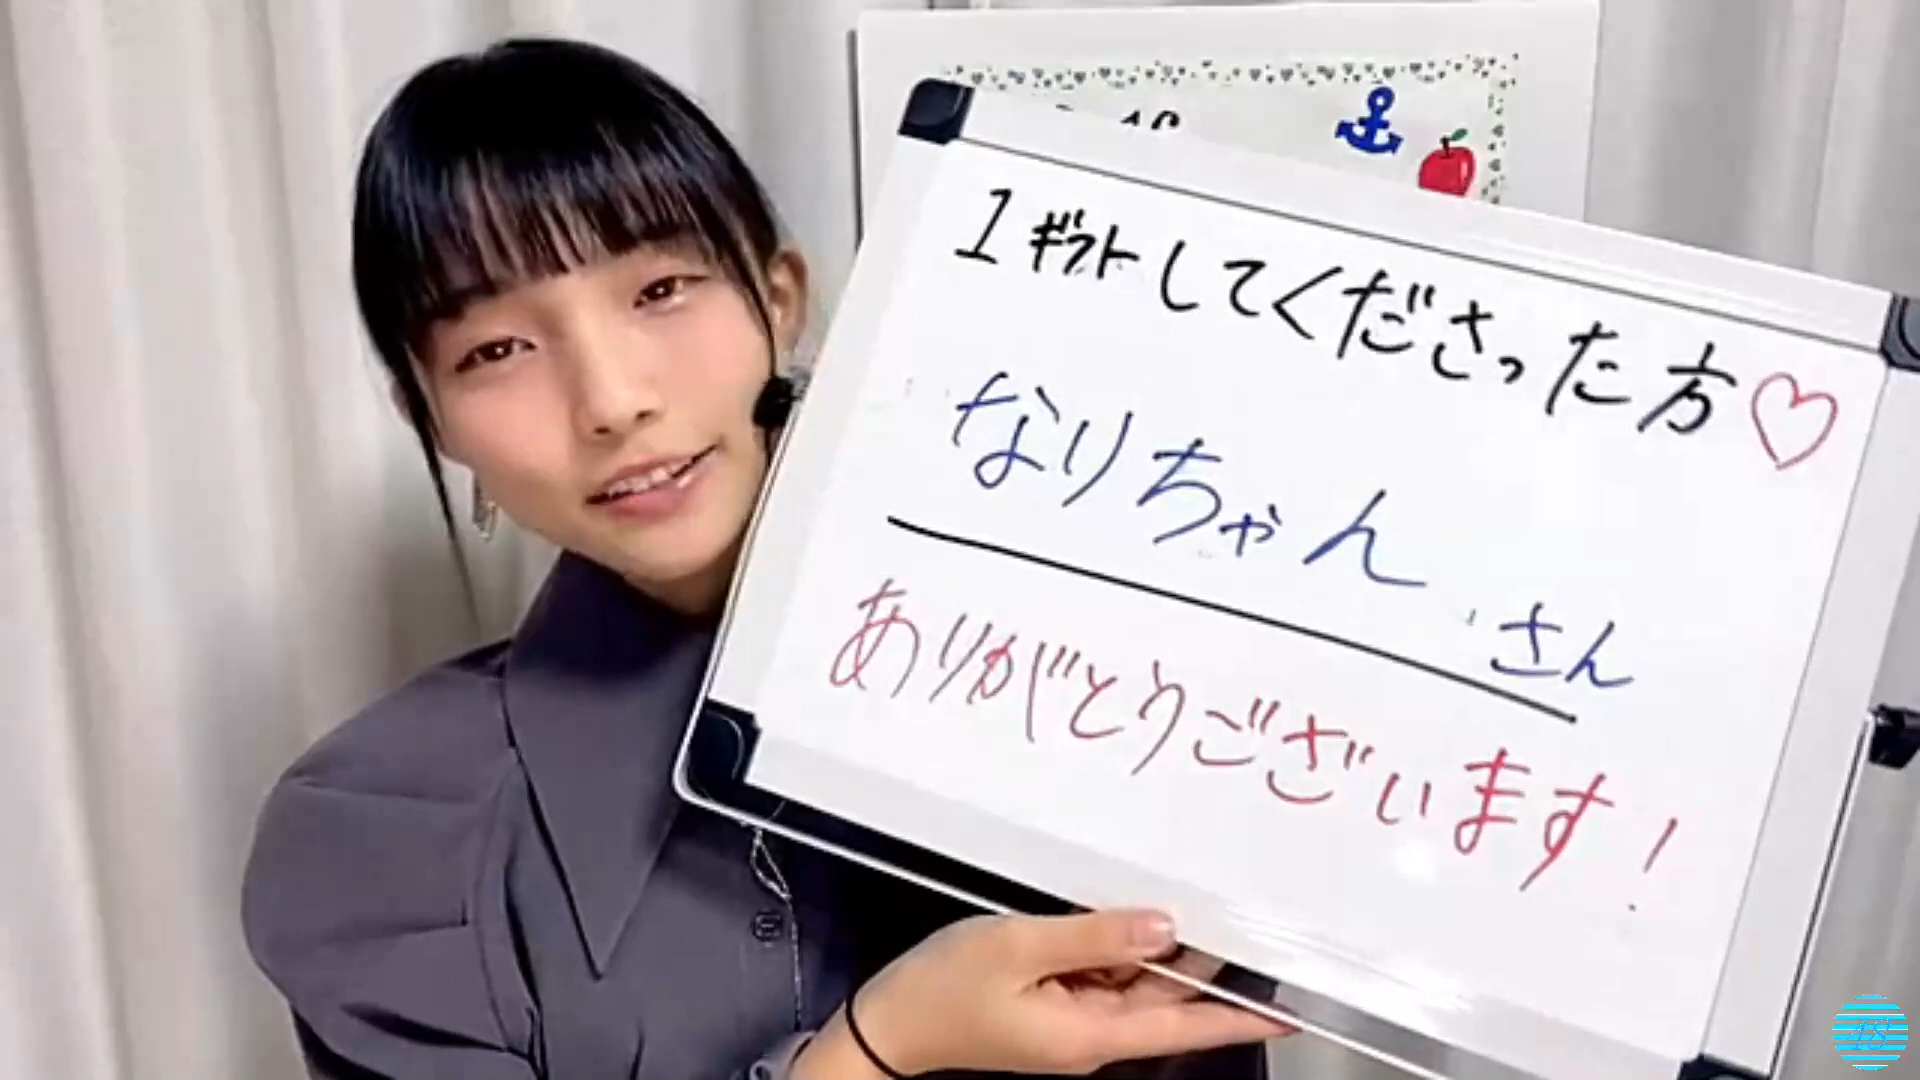 1ギフトしてくださった方♡
なりちゃん
さん
ありがとうございます!